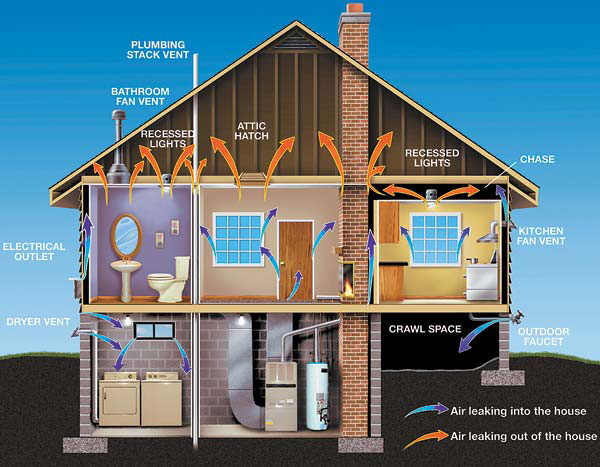 PLUMBING
STACK VENT
BATHROOM
FAN VENT
RECESSED
LIGHTS
ATTIC
HATCH
RECESSED
LIGHTS
CHASE
ELECTRICAL
OUTLET
KITCHEN
FAN VENT
DRYER VENT
CRAWL SPACE
OUTDOOR
FAUCET
Air leaking into the house
Air leaking out of the house